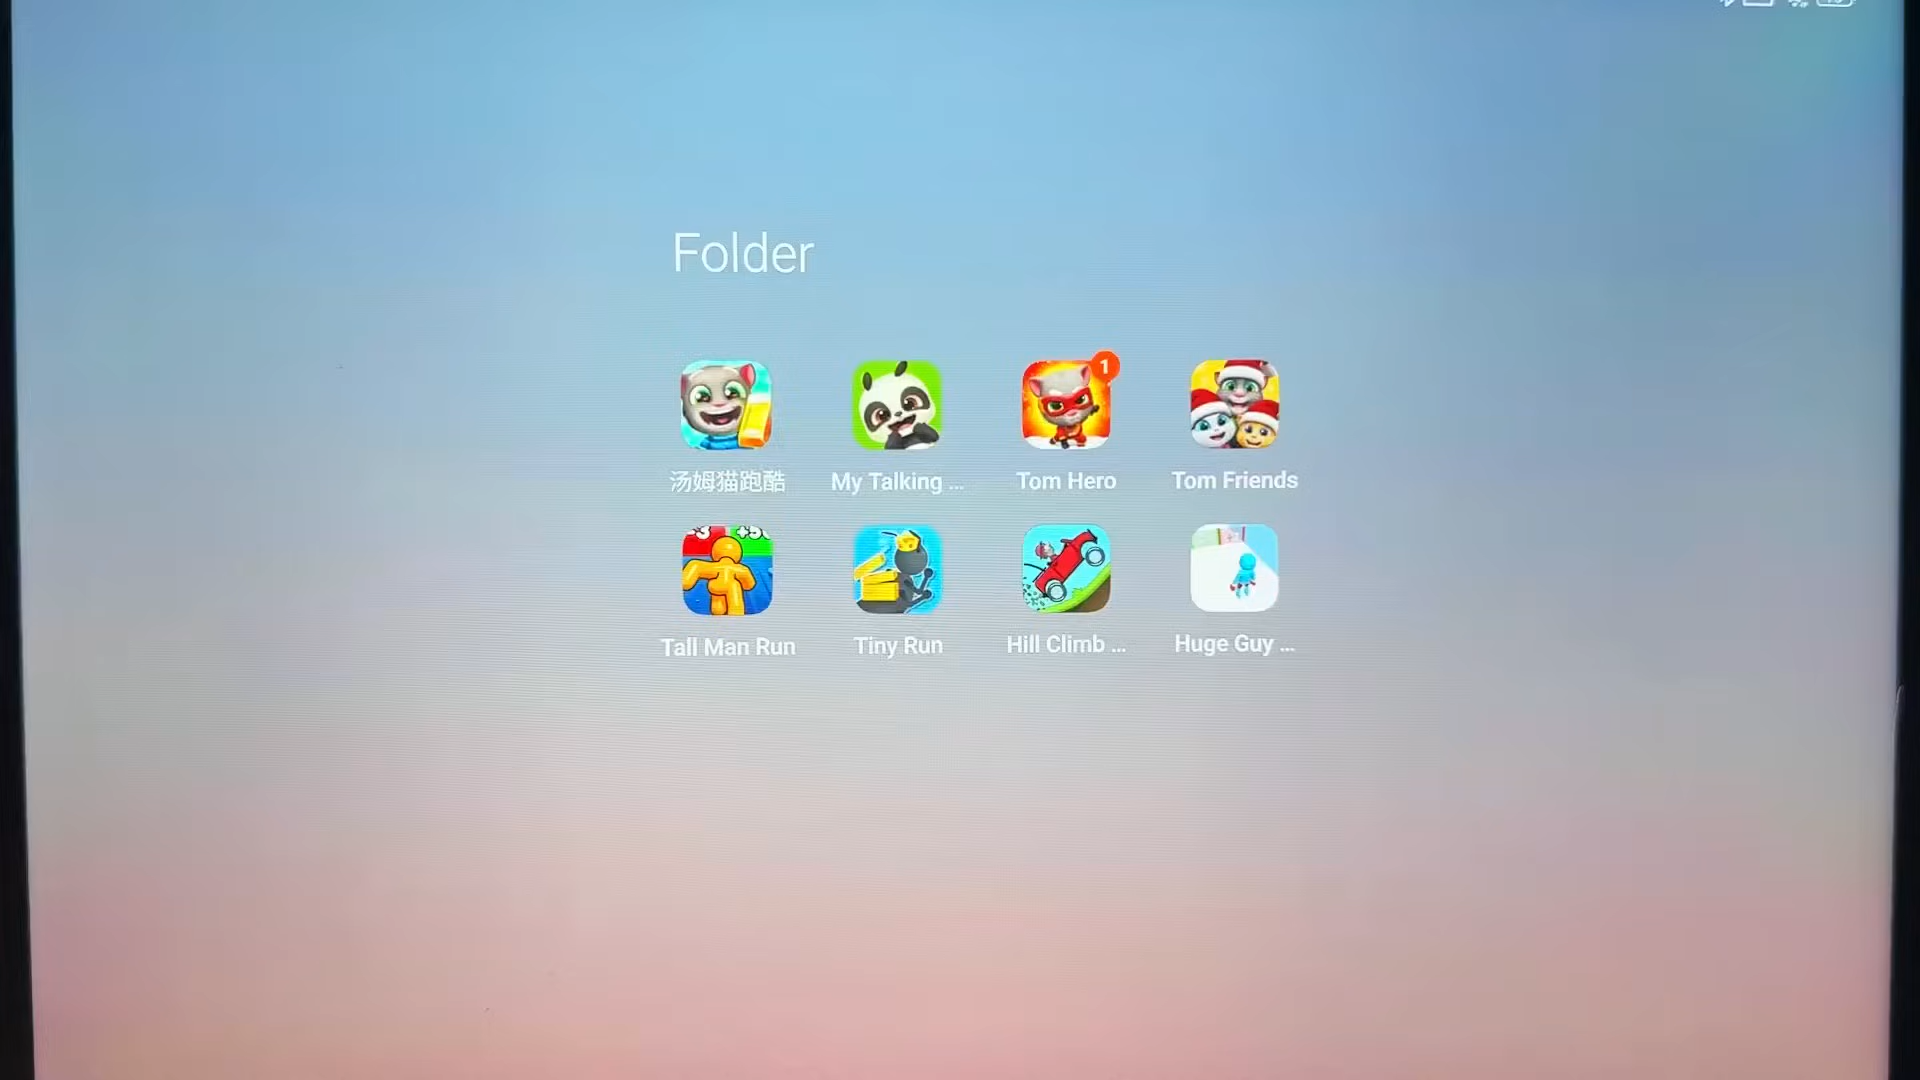 Folder
1
汤姆猫跑酷
My Talking ...
Tom Hero
Tom Friends
Tall Man Run
Tiny Run
Hill Climb ...
Huge Guy ...